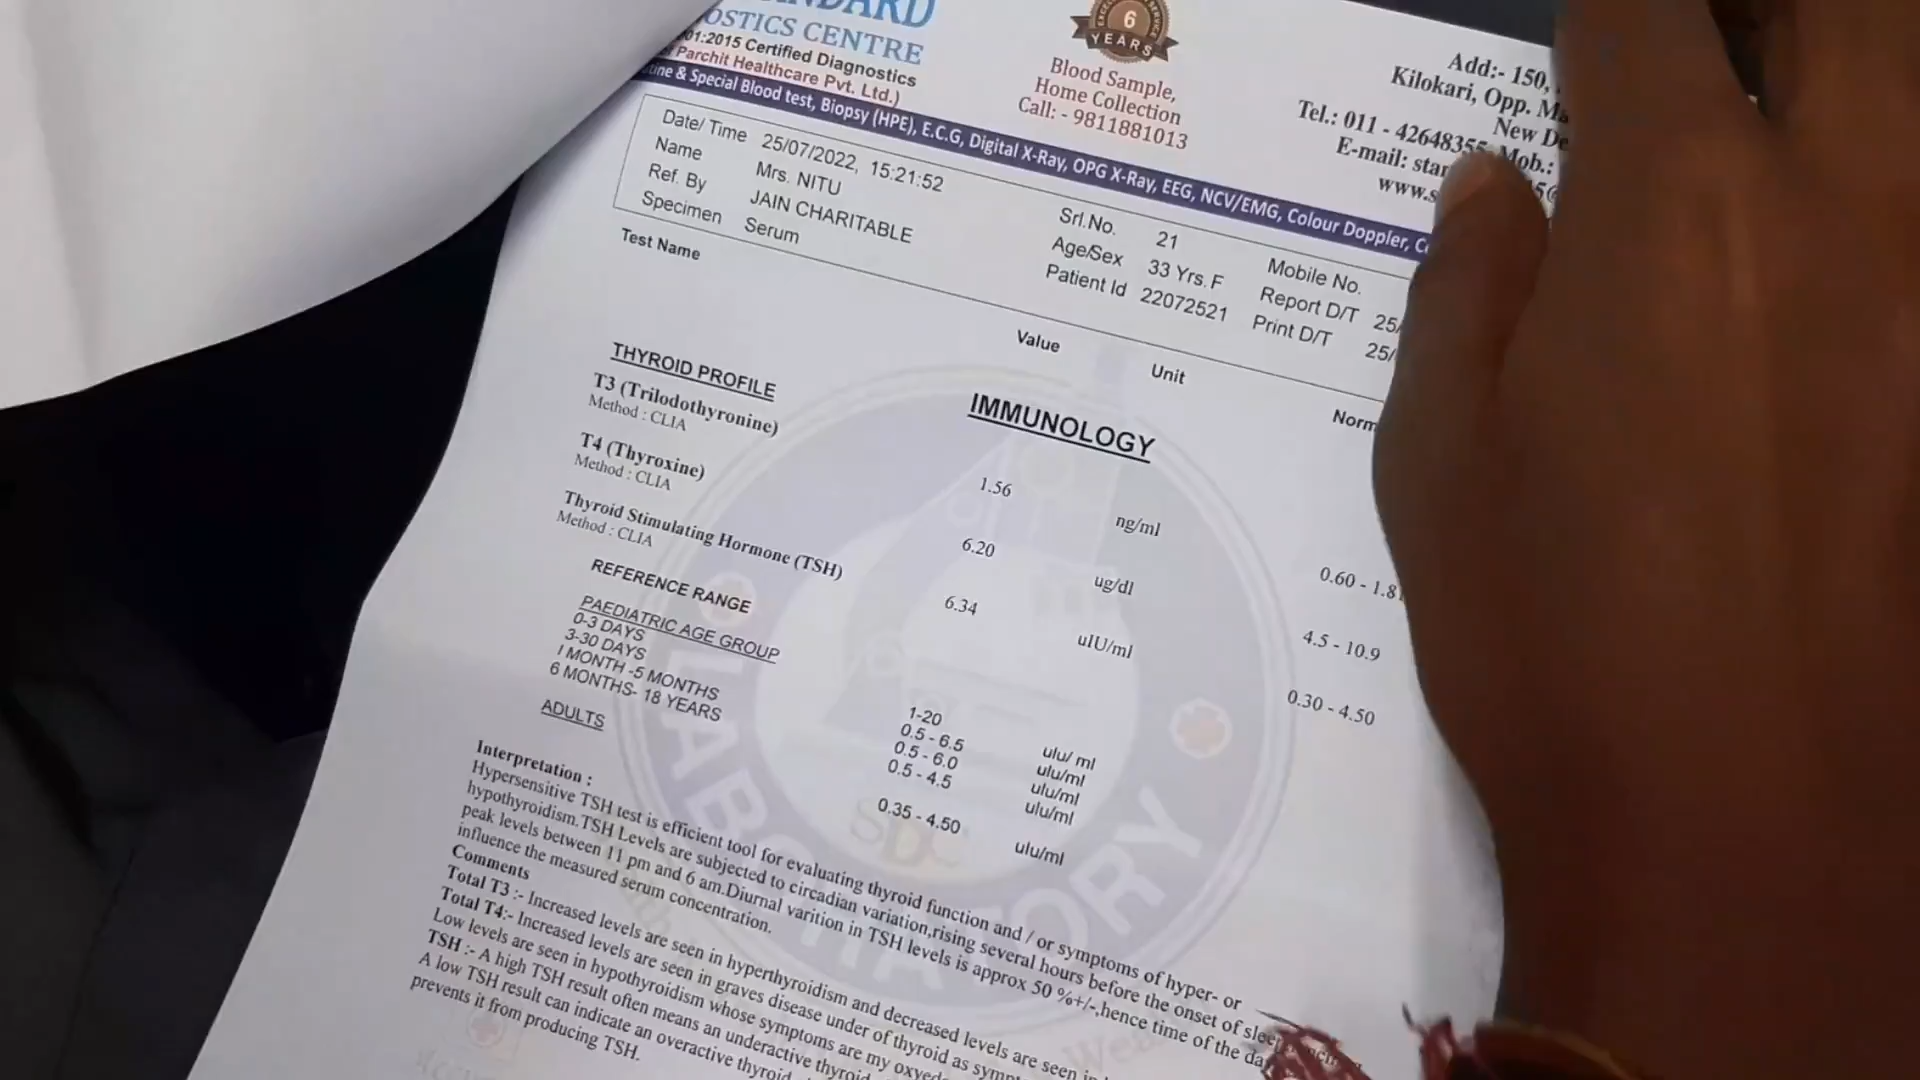 OSTICS CENTRE
01:2015 Certified Diagnostics
Parchit Healthcare Pvt. Ltd.)
6
YEARS
Blood Sample,
Home Collection
Call: - 9811881013
Add:- 150,
Kilokari, Opp.
New
Tel.: 011 - 42648355, Mob.:
E-mail:
& Special Blood test, Biopsy (HPE), E.C.G, Digital X-Ray, OPG X-Ray, EEG, NCV/EMG, Colour Doppler,
Date/ Time 25/07/2022, 15:21:52
Name Mrs. NITU
Ref. By JAIN CHARITABLE
Specimen Serum
Srl.No. 21
Age/Sex 33 Yrs. F
Patient Id 22072521
Mobile No.
Report D/T 25/
Print D/T 25/
Test Name Value Unit
IMMUNOLOGY
THYROID PROFILE
T3 (Trilodothyronine) 1.56 ng/ml 0.60 - 1.81
Method : CLIA
T4 (Thyroxine) 6.20 ug/dl 4.5 - 10.9
Method : CLIA
Thyroid Stimulating Hormone (TSH) 6.34 uIU/ml 0.30 - 4.50
Method : CLIA
REFERENCE RANGE
PAEDIATRIC AGE GROUP
0-3 DAYS 1-20 ulu/ ml
3-30 DAYS 0.5 - 6.5 ulu/ml
I MONTH -5 MONTHS 0.5 - 6.0 ulu/ml
6 MONTHS- 18 YEARS 0.5 - 4.5 ulu/ml
ADULTS 0.35 - 4.50 ulu/ml
Interpretation :
Hypersensitive TSH test is efficient tool for evaluating thyroid function and / or symptoms of hyper- or
hypothyroidism.TSH Levels are subjected to circadian variation,rising several hours before the onset of
peak levels between 11 pm and 6 am.Diurnal varition in TSH levels is approx 50 %+/-,hence time of the
influence the measured serum concentration.
Comments
Total T3 :- Increased levels are seen in hyperthyroidism and decreased levels are seen in
Total T4:- Increased levels are seen in graves disease under of thyroid as
Low levels are seen in hypothyroidism whose symptoms are my
TSH :- A high TSH result often means an underactive thyroid
A low TSH result can indicate an overactive
prevents it from producing TSH.
LABORATORY
SDC